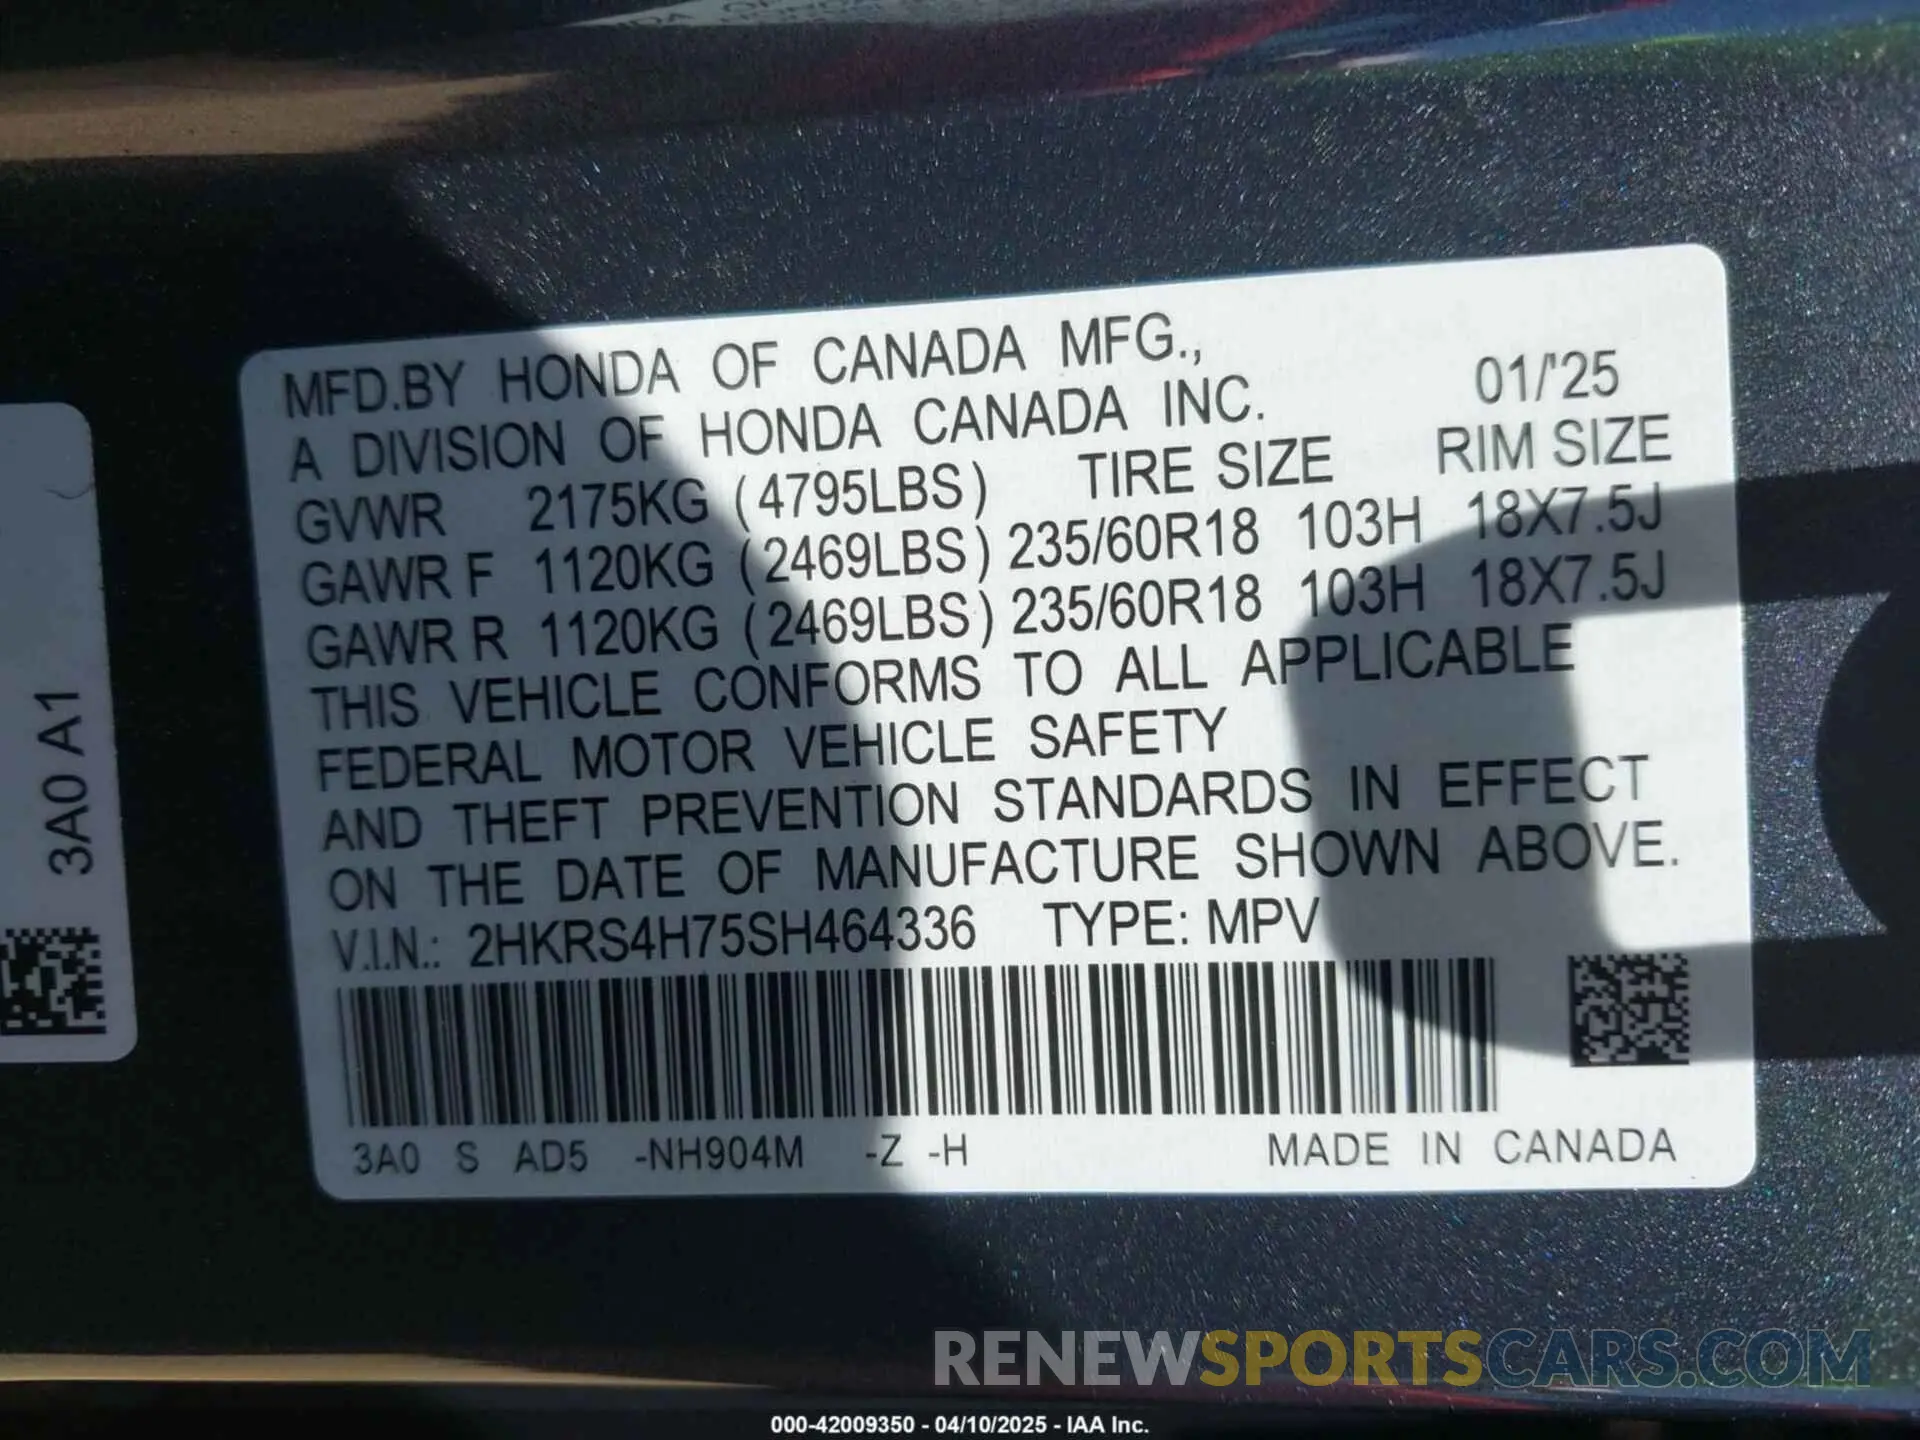 MFD.BY HONDA OF CANADA MFG.,
A DIVISION OF HONDA CANADA INC. 01/'25
GVWR 2175KG (4795LBS) TIRE SIZE RIM SIZE
GAWR F 1120KG (2469LBS) 235/60R18 103H 18X7.5J
GAWR R 1120KG (2469LBS) 235/60R18 103H 18X7.5J
THIS VEHICLE CONFORMS TO ALL APPLICABLE
FEDERAL MOTOR VEHICLE SAFETY
AND THEFT PREVENTION STANDARDS IN EFFECT
ON THE DATE OF MANUFACTURE SHOWN ABOVE.
V.I.N.: 2HKRS4H75SH464336 TYPE: MPV
3A0 S AD5 -NH904M -Z -H MADE IN CANADA
3A0 A1
RENEWSPORTSCARS.COM
000-42009350 - 04/10/2025 - IAA Inc.